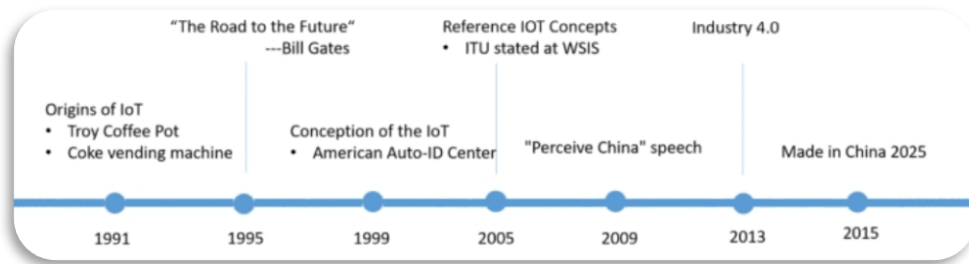 “The Road to the Future“
---Bill Gates
Reference IOT Concepts
• ITU stated at WSIS
Industry 4.0
Origins of IoT
• Troy Coffee Pot
• Coke vending machine
Conception of the IoT
• American Auto-ID Center
"Perceive China" speech
Made in China 2025
1991
1995
1999
2005
2009
2013
2015